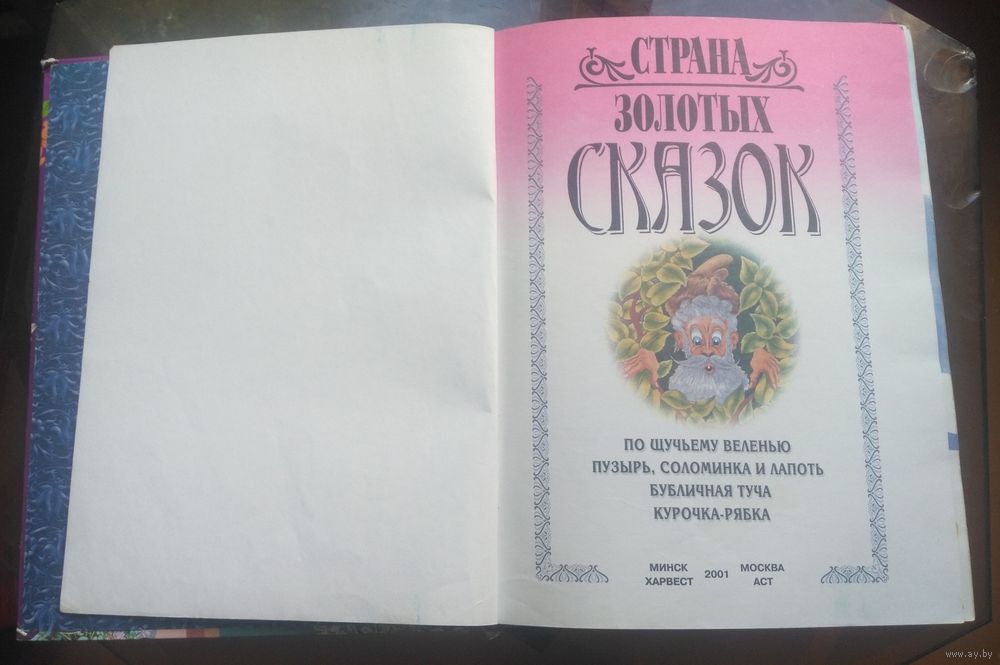 СТРАНА
ЗОЛОТЫХ
СКАЗОК
ПО ЩУЧЬЕМУ ВЕЛЕНЬЮ
ПУЗЫРЬ, СОЛОМИНКА И ЛАПОТЬ
БУБЛИЧНАЯ ТУЧА
КУРОЧКА-РЯБКА
МИНСК 2001 МОСКВА
ХАРВЕСТ АСТ
www.ay.by